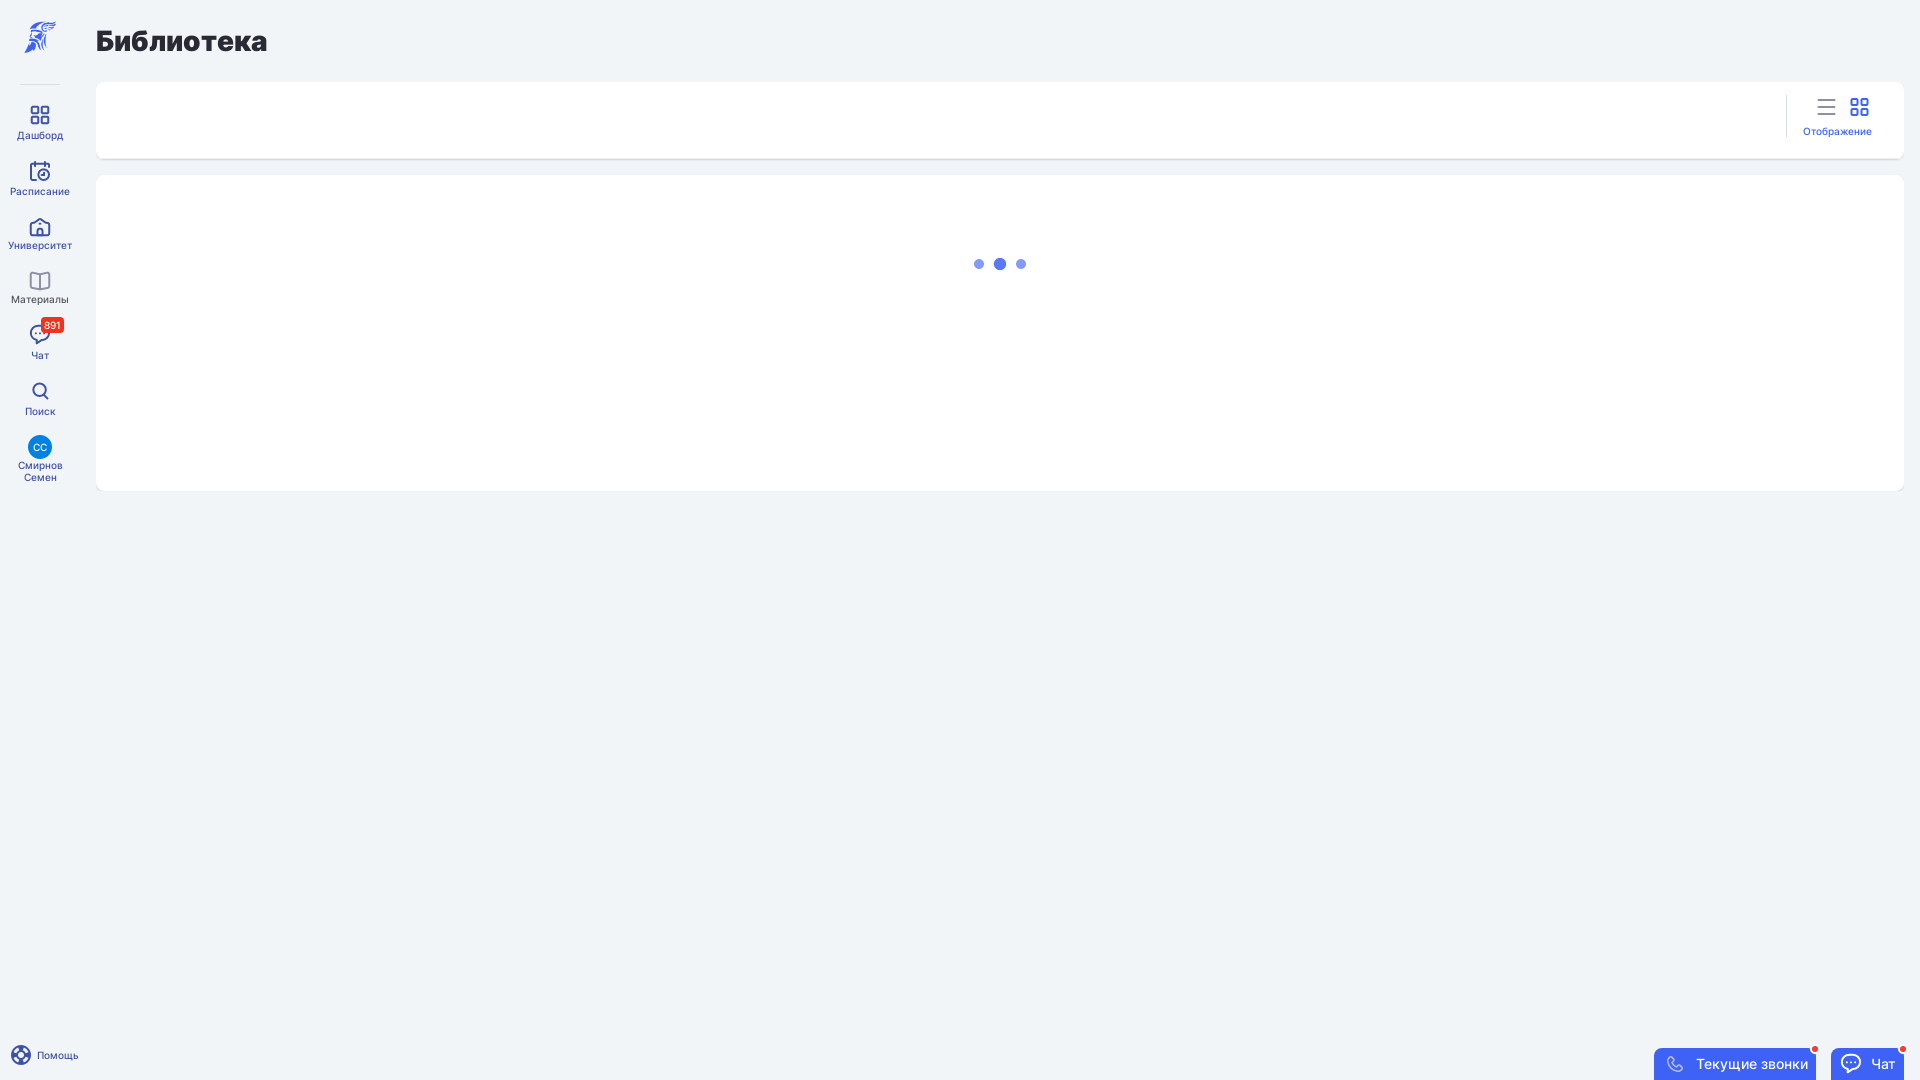 Библиотека
Отображение
Дашборд
Расписание
Университет
Материалы
891
Чат
Поиск
СС
Смирнов
Семен
Помощь
Текущие звонки
Чат